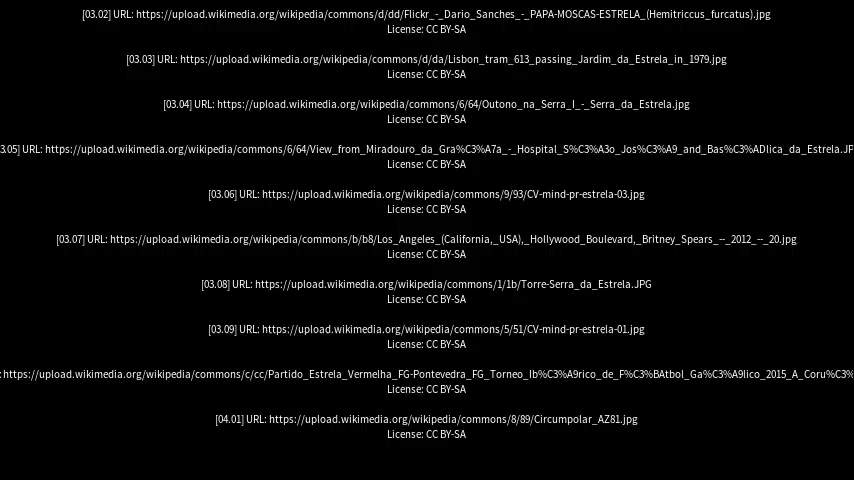 [03.02] URL: https://upload.wikimedia.org/wikipedia/commons/d/dd/Flickr_-_Dario_Sanches_-_PAPA-MOSCAS-ESTRELA_(Hemitriccus_furcatus).jpg
License: CC BY-SA
[03.03] URL: https://upload.wikimedia.org/wikipedia/commons/d/da/Lisbon_tram_613_passing_Jardim_da_Estrela_in_1979.jpg
License: CC BY-SA
[03.04] URL: https://upload.wikimedia.org/wikipedia/commons/6/64/Outono_na_Serra_I_-_Serra_da_Estrela.jpg
License: CC BY-SA
3.05] URL: https://upload.wikimedia.org/wikipedia/commons/6/64/View_from_Miradouro_da_Gra%C3%A7a_-_Hospital_S%C3%A3o_Jos%C3%A9_and_Bas%C3%ADlica_da_Estrela.JP
License: CC BY-SA
[03.06] URL: https://upload.wikimedia.org/wikipedia/commons/9/93/CV-mind-pr-estrela-03.jpg
License: CC BY-SA
[03.07] URL: https://upload.wikimedia.org/wikipedia/commons/b/b8/Los_Angeles_(California,_USA),_Hollywood_Boulevard,_Britney_Spears_--_2012_--_20.jpg
License: CC BY-SA
[03.08] URL: https://upload.wikimedia.org/wikipedia/commons/1/1b/Torre-Serra_da_Estrela.JPG
License: CC BY-SA
[03.09] URL: https://upload.wikimedia.org/wikipedia/commons/5/51/CV-mind-pr-estrela-01.jpg
License: CC BY-SA
: https://upload.wikimedia.org/wikipedia/commons/c/cc/Partido_Estrela_Vermelha_FG-Pontevedra_FG_Torneo_Ib%C3%A9rico_de_F%C3%BAtbol_Ga%C3%A9lico_2015_A_Coru%C3%
License: CC BY-SA
[04.01] URL: https://upload.wikimedia.org/wikipedia/commons/8/89/Circumpolar_AZ81.jpg
License: CC BY-SA